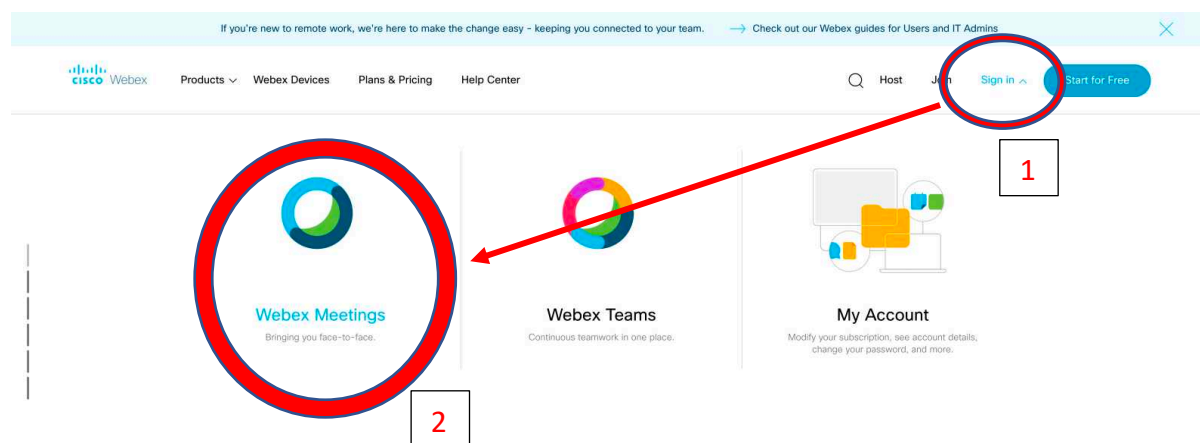 If you're new to remote work, we're here to make the change easy - keeping you connected to your team. Check out our Webex guides for Users and IT Admins
CISCO Webex Products Webex Devices Plans & Pricing Help Center Host Join Sign in Start for Free
1
Webex Meetings
Bringing you face-to-face.
Webex Teams
Continuous teamwork in one place.
My Account
Modify your subscription, see account details,
change your password, and more.
2